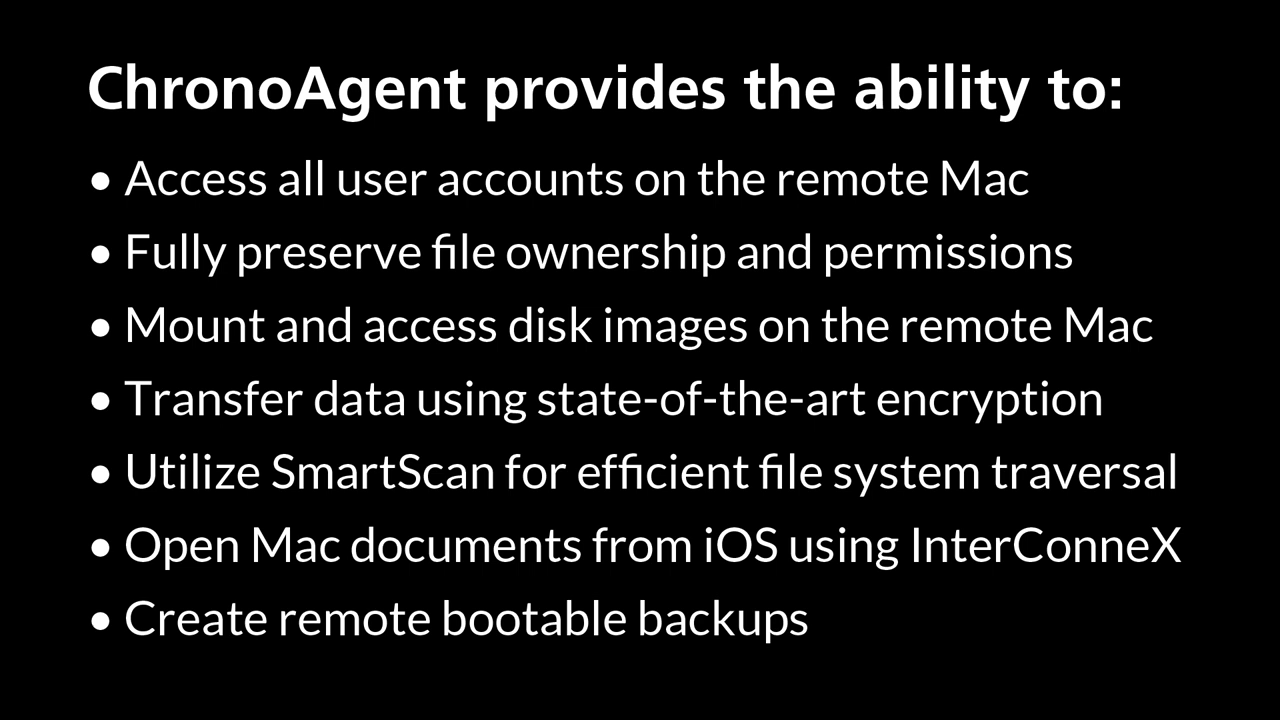 ChronoAgent provides the ability to:
• Access all user accounts on the remote Mac
• Fully preserve file ownership and permissions
• Mount and access disk images on the remote Mac
• Transfer data using state-of-the-art encryption
• Utilize SmartScan for efficient file system traversal
• Open Mac documents from iOS using InterConneX
• Create remote bootable backups